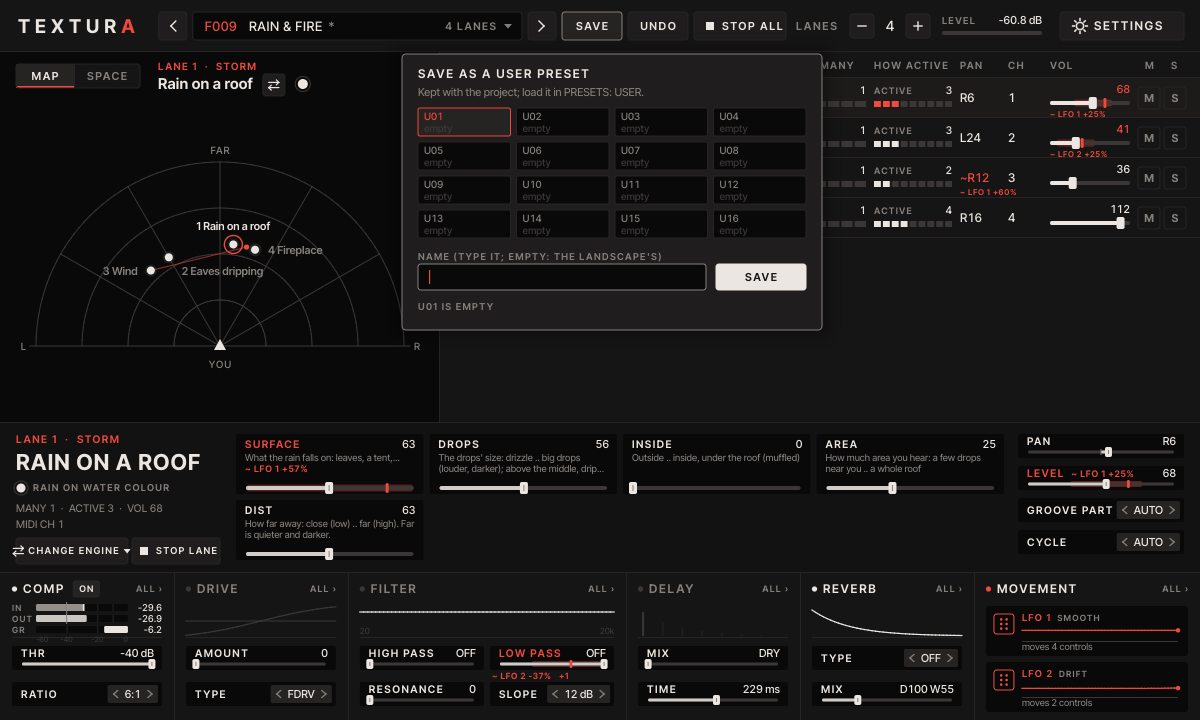 TEXTURA
F009 RAIN & FIRE *
4 LANES
SAVE
UNDO
STOP ALL
LANES
4
LEVEL -60.8 dB
SETTINGS
MAP
SPACE
LANE 1 · STORM
Rain on a roof
FAR
1 Rain on a roof
4 Fireplace
3 Wind
2 Eaves dripping
L
R
YOU
SAVE AS A USER PRESET
Kept with the project; load it in PRESETS: USER.
U01
empty
U02
empty
U03
empty
U04
empty
U05
empty
U06
empty
U07
empty
U08
empty
U09
empty
U10
empty
U11
empty
U12
empty
U13
empty
U14
empty
U15
empty
U16
empty
NAME (TYPE IT; EMPTY: THE LANDSCAPE'S)
SAVE
U01 IS EMPTY
MANY HOW ACTIVE PAN CH VOL M S
1 ACTIVE 3 R6 1 68 M S
~ LFO 1 +25%
1 ACTIVE 3 L24 2 41 M S
~ LFO 2 +25%
1 ACTIVE 2 ~R12 3 36 M S
~ LFO 1 +60%
1 ACTIVE 4 R16 4 112 M S
LANE 1 · STORM
RAIN ON A ROOF
RAIN ON WATER COLOUR
MANY 1 · ACTIVE 3 · VOL 68
MIDI CH 1
CHANGE ENGINE
STOP LANE
SURFACE 63
What the rain falls on: leaves, a tent,...
~ LFO 1 +57%
DROPS 56
The drops' size: drizzle .. big drops
(louder, darker); above the middle, drip...
INSIDE 0
Outside .. inside, under the roof (muffled)
AREA 25
How much area you hear: a few drops
near you .. a whole roof
DIST 63
How far away: close (low) .. far (high). Far
is quieter and darker.
PAN R6
LEVEL ~ LFO 1 +25% 68
GROOVE PART AUTO
CYCLE AUTO
COMP ON ALL ›
IN -29.6
OUT -26.9
GR -6.2
-60 -40 -20 0
THR -40 dB
RATIO 6:1
DRIVE ALL ›
AMOUNT 0
TYPE FDRV
FILTER ALL ›
20 20k
HIGH PASS OFF
LOW PASS OFF
~ LFO 2 -37% +1
RESONANCE 0
SLOPE 12 dB
DELAY ALL ›
MIX DRY
TIME 229 ms
REVERB ALL ›
TYPE OFF
MIX D100 W55
MOVEMENT ALL ›
LFO 1 SMOOTH
moves 4 controls
LFO 2 DRIFT
moves 2 controls